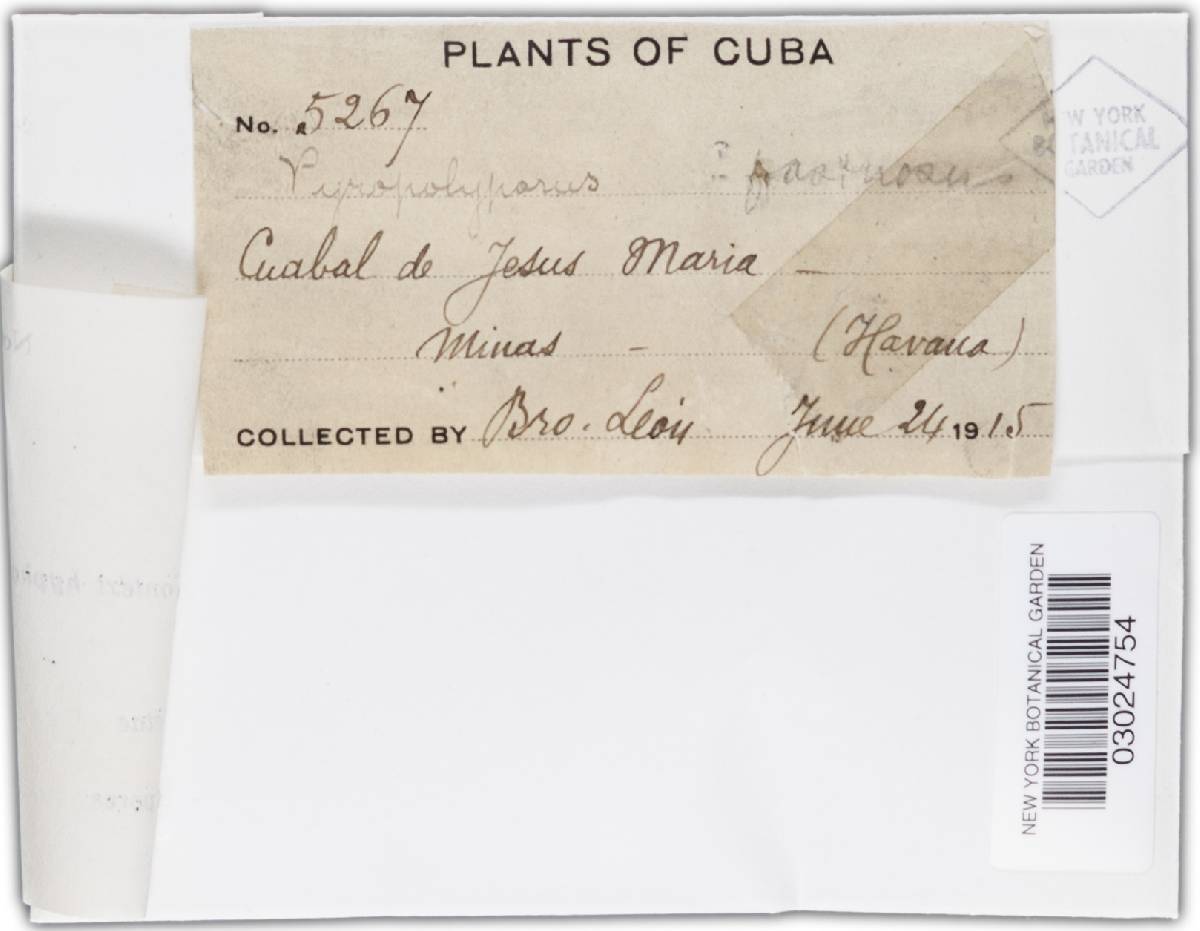 PLANTS OF CUBA
No. 5267
Pyropolyporus
Cuabal de Jesus Maria —
Minas - (Havana)
COLLECTED BY Bro. León June 24 1915
NEW YORK
BOTANICAL
GARDEN
NEW YORK BOTANICAL GARDEN
03024754